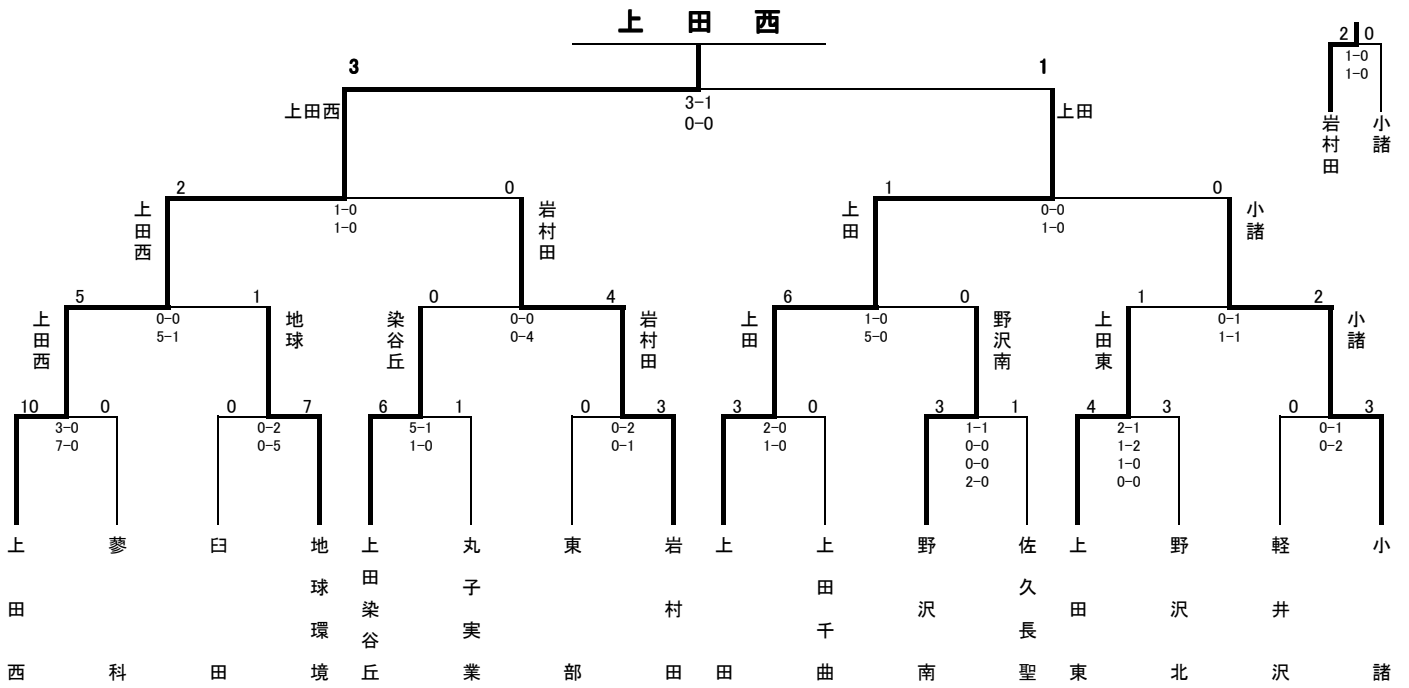 上田西
3 1
3-1
0-0
上田西 上田
2 0
1-0
1-0
岩村田 小諸
2 0 1 0
1-0 0-0
1-0 1-0
上田西 岩村田 上田 小諸
5 1 0 4 6 0 1 2
0-0 0-0 1-0 0-1
5-1 0-4 5-0 1-1
上田西 地球 染谷丘 岩村田 上田 野沢南 上田東 小諸
10 0 0 7 6 1 0 3 3 0 3 1 4 3 0 3
3-0 0-2 5-1 0-2 2-0 1-1 2-1 0-1
7-0 0-5 1-0 0-1 1-0 0-0 1-2 0-2
0-0 1-0
2-0 0-0
上田西 蓼科 臼田 地球環境 上田染谷丘 丸子実業 東部 岩村田 上田 上田千曲 野沢南 佐久長聖 上田東 野沢北 軽井沢 小諸